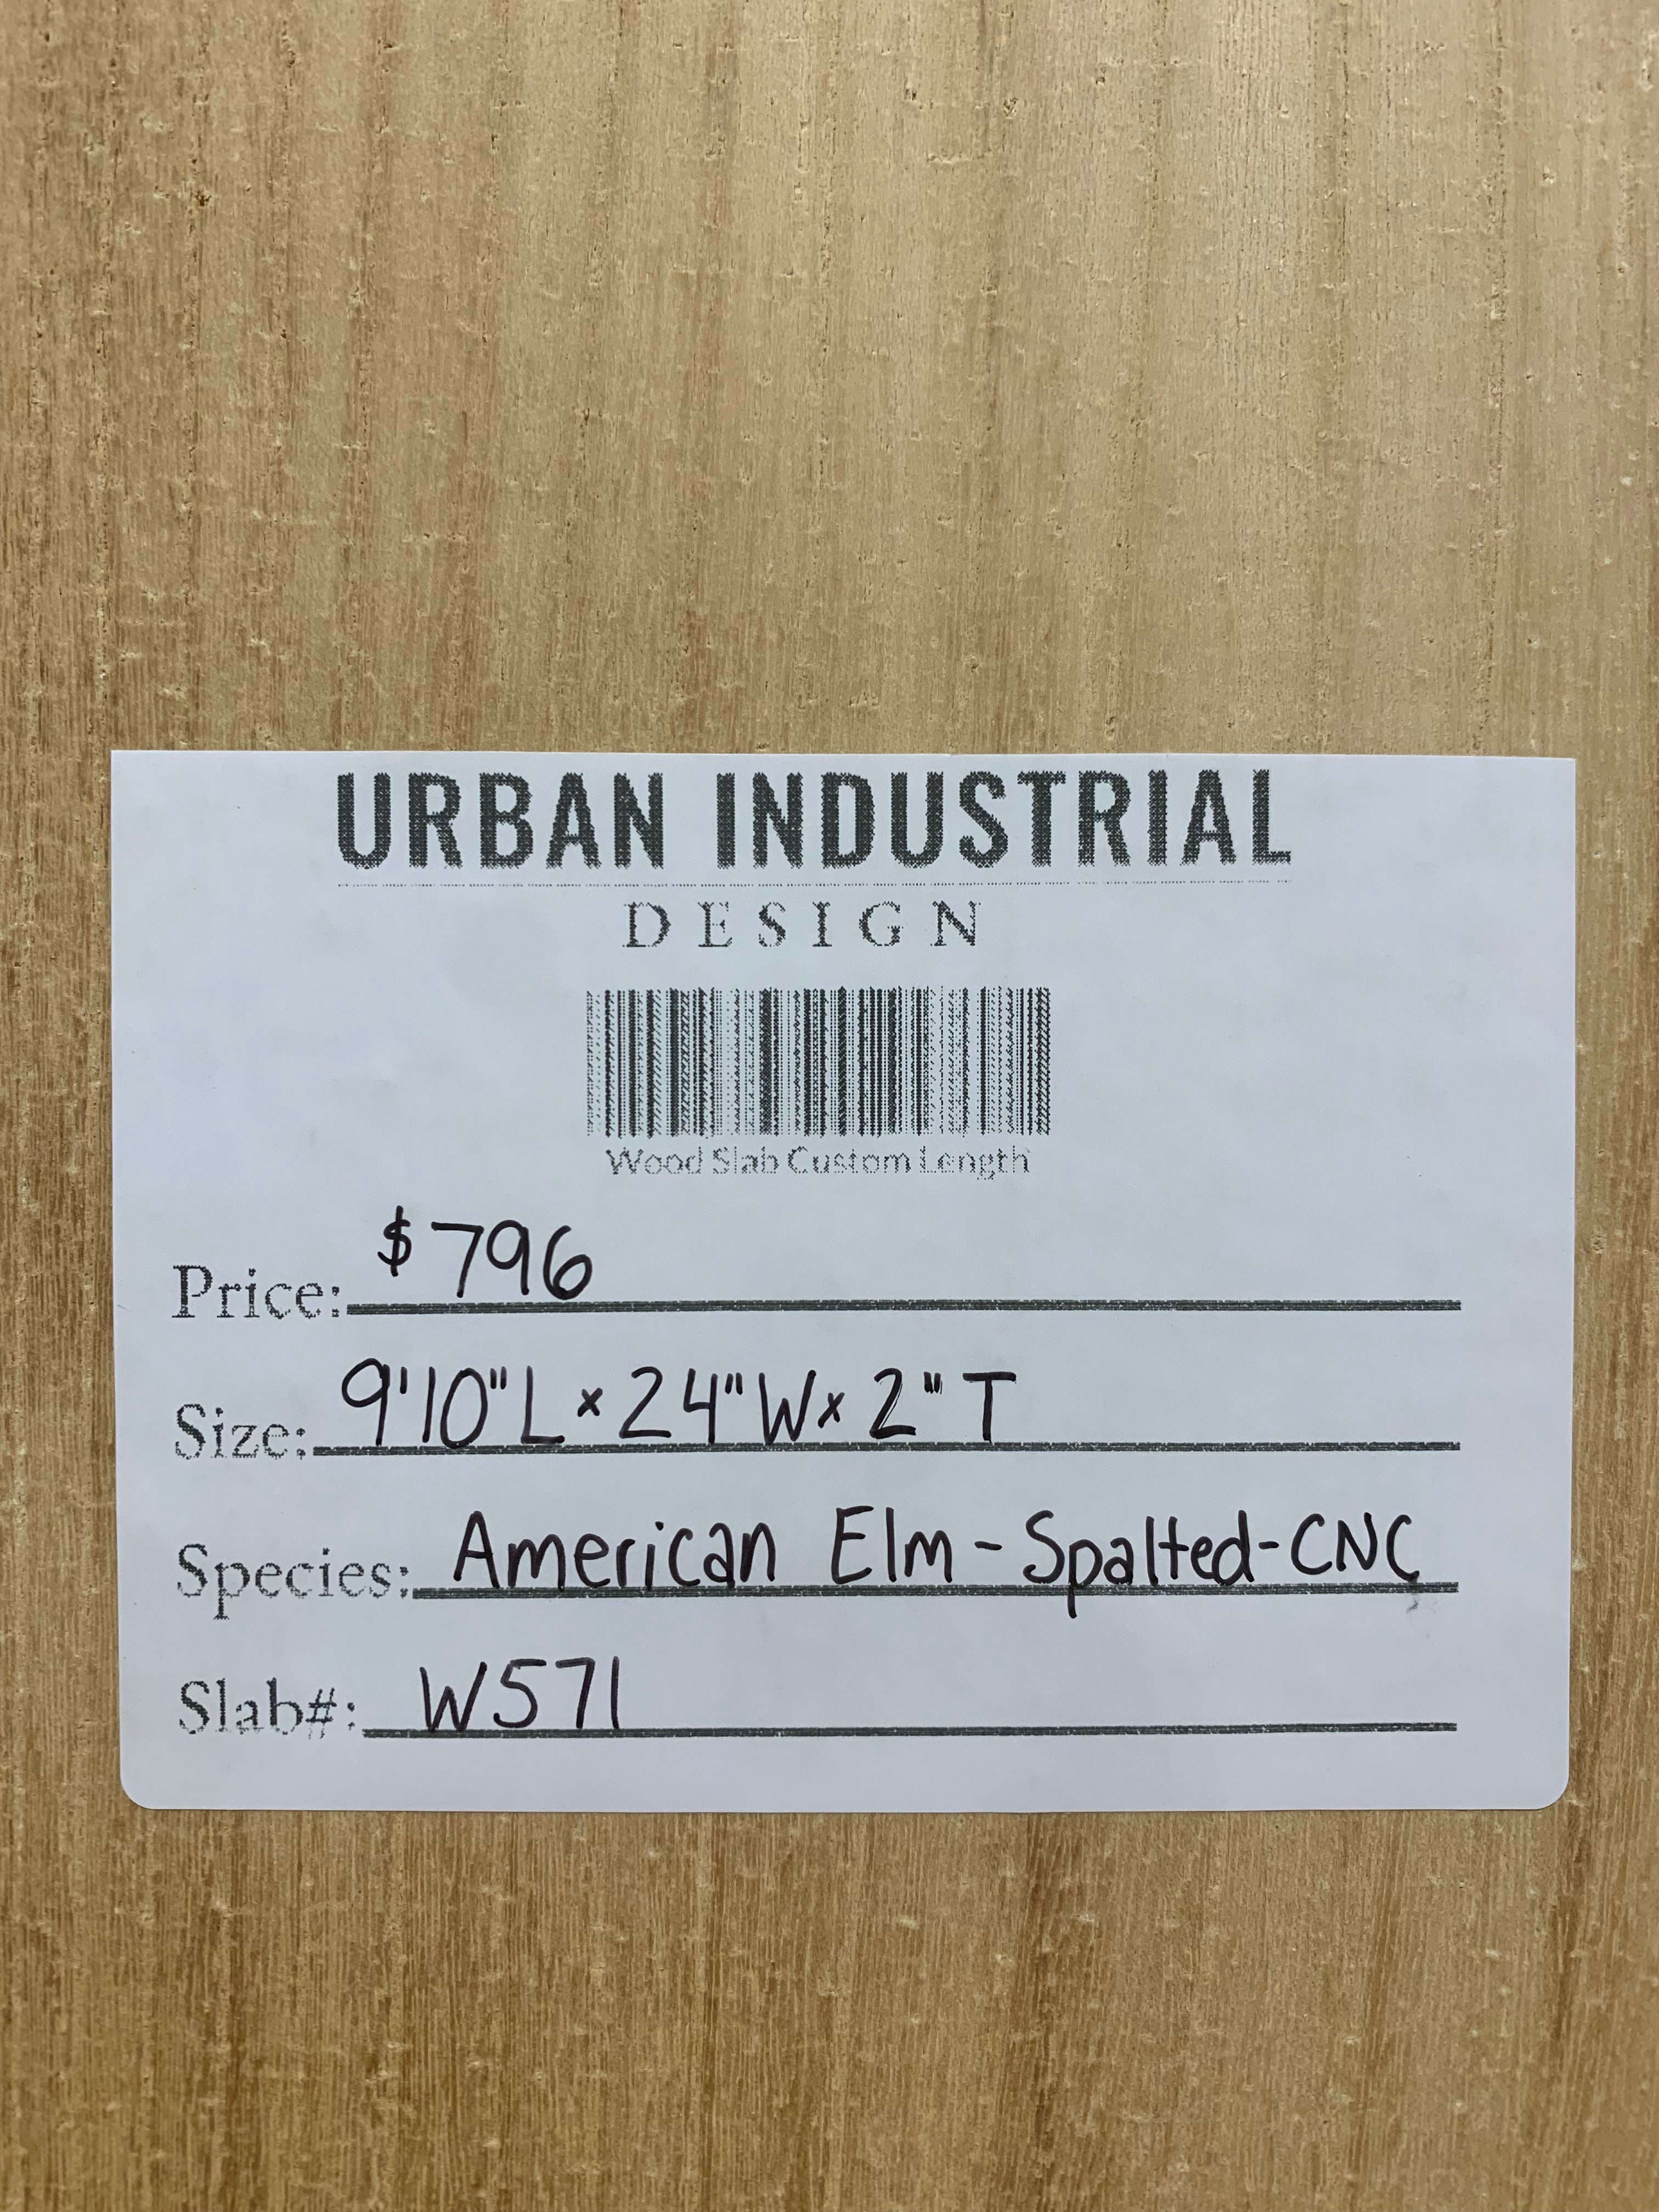 URBAN INDUSTRIAL
DESIGN
Wood Slab Custom Length
Price: $796
Size: 9'10"L x 24"W x 2"T
Species: American Elm-Spalted-CNC
Slab#: W571